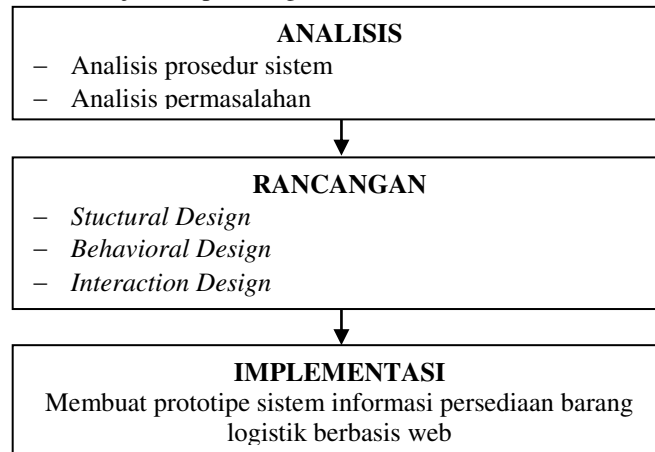 ANALISIS
− Analisis prosedur sistem
− Analisis permasalahan
RANCANGAN
− Stuctural Design
− Behavioral Design
− Interaction Design
IMPLEMENTASI
Membuat prototipe sistem informasi persediaan barang
logistik berbasis web